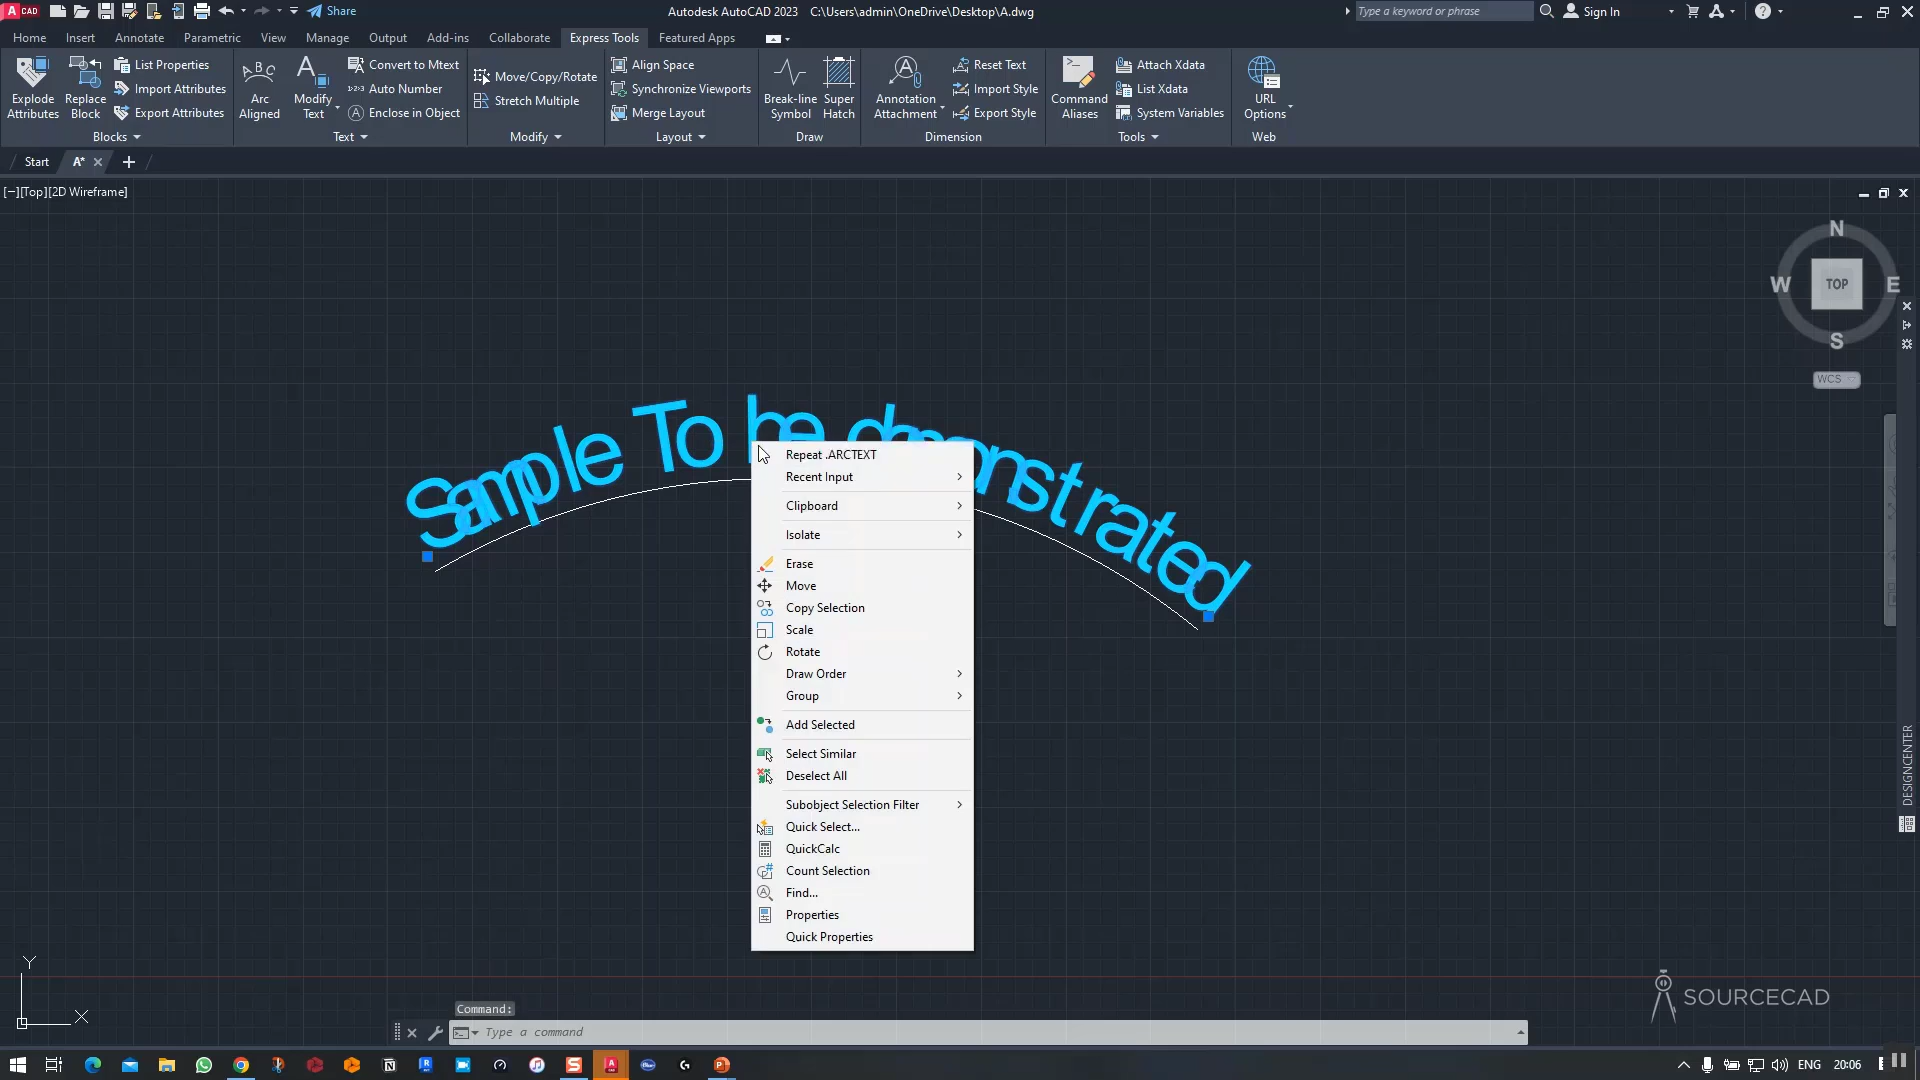 A CAD
Share
Autodesk AutoCAD 2023 C:\Users\admin\OneDrive\Desktop\A.dwg
Type a keyword or phrase
Sign In
Home Insert Annotate Parametric View Manage Output Add-ins Collaborate Express Tools Featured Apps
Explode Attributes
Replace Block
List Properties
Import Attributes
Export Attributes
Blocks
Arc Aligned
Modify Text
Convert to Mtext
Auto Number
Enclose in Object
Text
Move/Copy/Rotate
Stretch Multiple
Modify
Align Space
Synchronize Viewports
Merge Layout
Layout
Break-line Symbol
Super Hatch
Draw
Annotation Attachment
Reset Text
Import Style
Export Style
Dimension
Command Aliases
Attach Xdata
List Xdata
System Variables
Tools
URL Options
Web
Start
A*
[−][Top][2D Wireframe]
N
W TOP E
S
WCS
Sample To be demonstrated
Repeat .ARCTEXT
Recent Input
Clipboard
Isolate
Erase
Move
Copy Selection
Scale
Rotate
Draw Order
Group
Add Selected
Select Similar
Deselect All
Subobject Selection Filter
Quick Select...
QuickCalc
Count Selection
Find...
Properties
Quick Properties
DESIGNCENTER
Y
X
SOURCECAD
Command:
Type a command
ENG 20:06